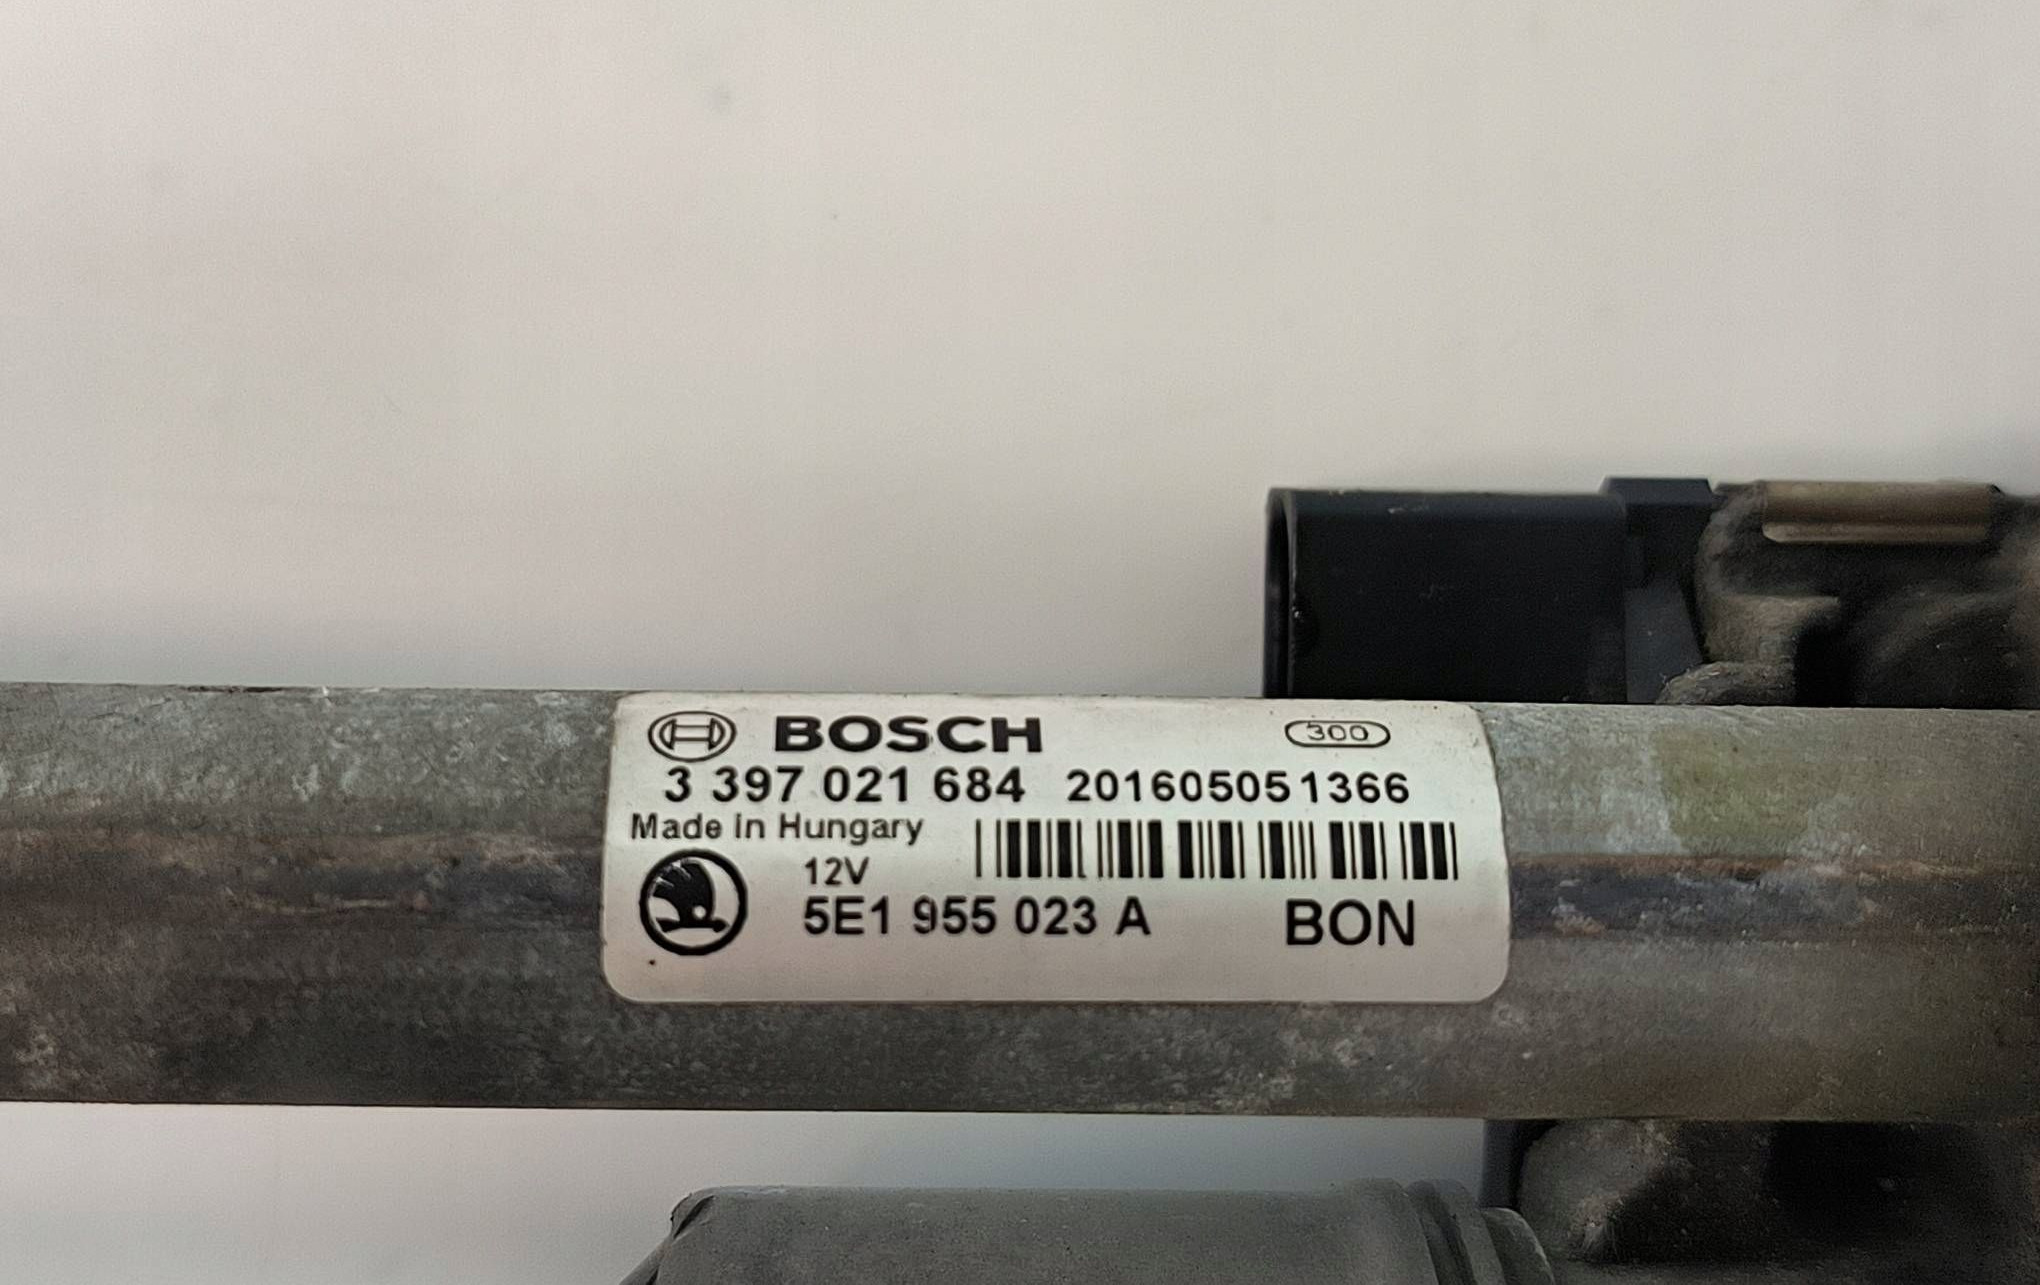 BOSCH 300
3 397 021 684 201605051366
Made in Hungary
12V
5E1 955 023 A BON